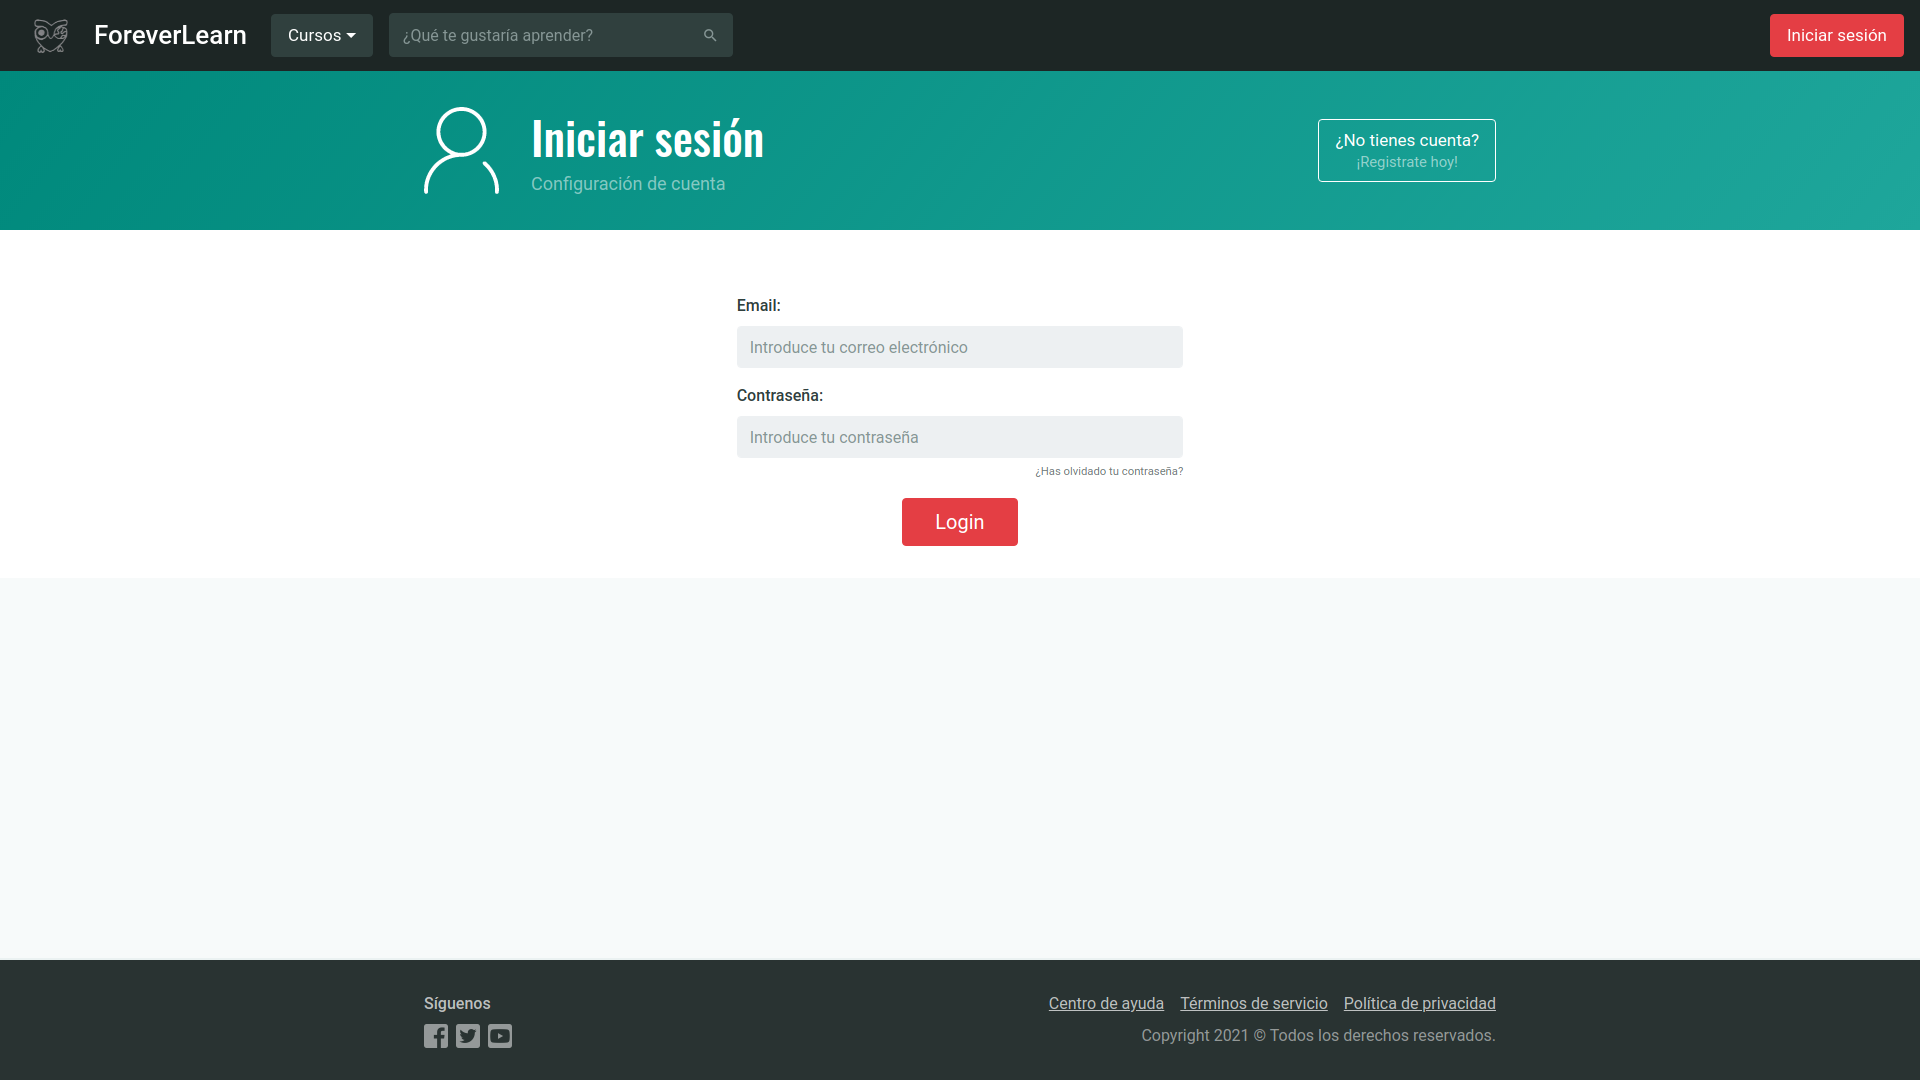 ForeverLearn
Cursos
¿Qué te gustaría aprender?
Iniciar sesión
Iniciar sesión
Configuración de cuenta
¿No tienes cuenta?
¡Registrate hoy!
Email:
Introduce tu correo electrónico
Contraseña:
Introduce tu contraseña
¿Has olvidado tu contraseña?
Login
Síguenos
Centro de ayuda Términos de servicio Política de privacidad
Copyright 2021 © Todos los derechos reservados.